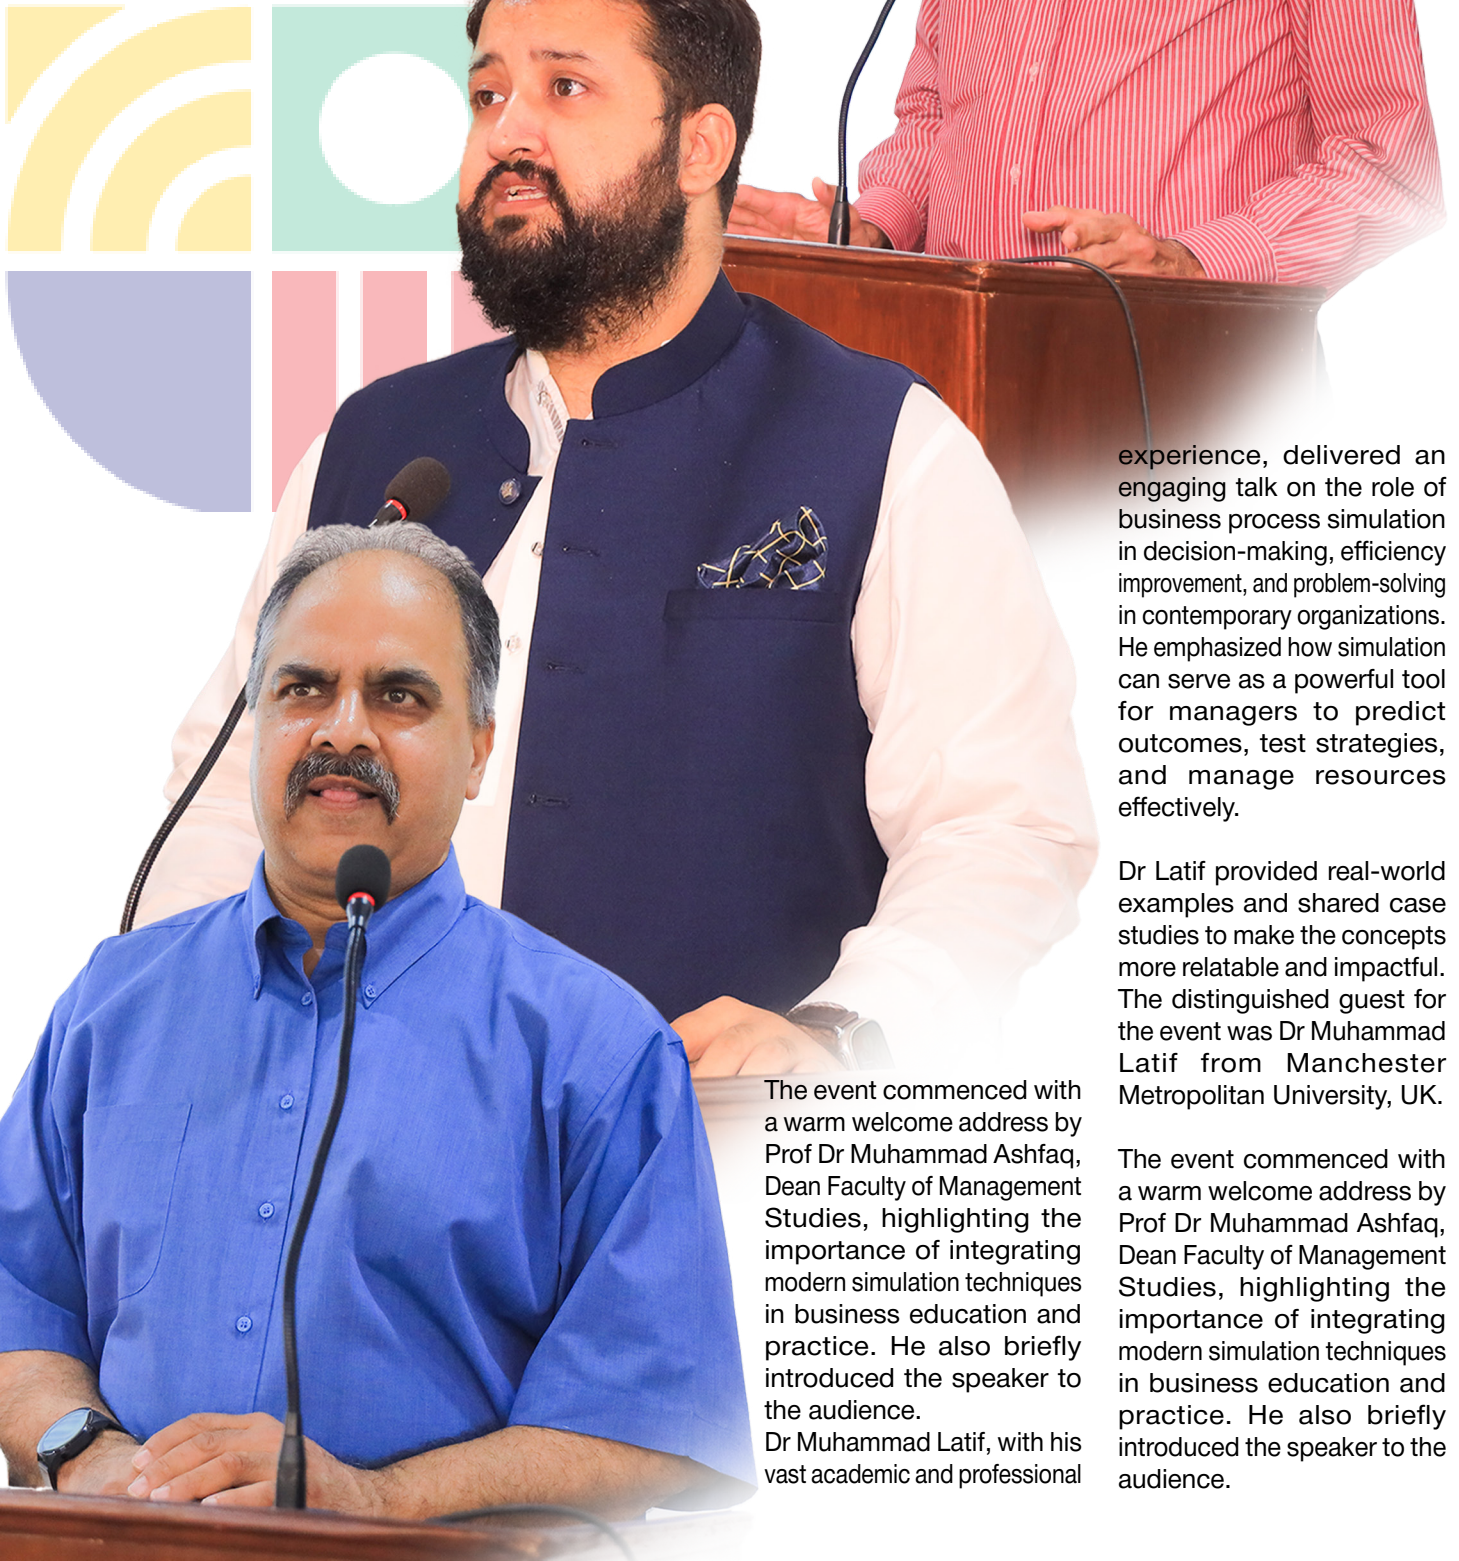 The event commenced with
a warm welcome address by
Prof Dr Muhammad Ashfaq,
Dean Faculty of Management
Studies, highlighting the
importance of integrating
modern simulation techniques
in business education and
practice. He also briefly
introduced the speaker to
the audience.
Dr Muhammad Latif, with his
vast academic and professional
experience, delivered an
engaging talk on the role of
business process simulation
in decision-making, efficiency
improvement, and problem-solving
in contemporary organizations.
He emphasized how simulation
can serve as a powerful tool
for managers to predict
outcomes, test strategies,
and manage resources
effectively.
Dr Latif provided real-world
examples and shared case
studies to make the concepts
more relatable and impactful.
The distinguished guest for
the event was Dr Muhammad
Latif from Manchester
Metropolitan University, UK.
The event commenced with
a warm welcome address by
Prof Dr Muhammad Ashfaq,
Dean Faculty of Management
Studies, highlighting the
importance of integrating
modern simulation techniques
in business education and
practice. He also briefly
introduced the speaker to the
audience.